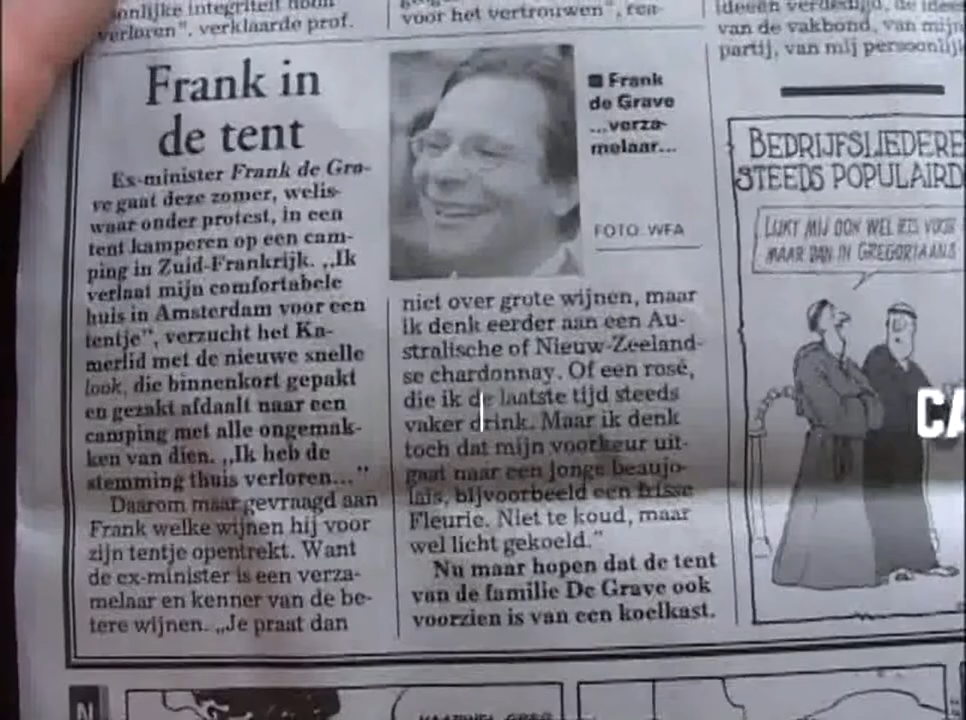 sonlijke integriteit
verloren", verklaarde prof.
voor het vertrouwen",
ideeën verdedigd, de
van de vakbond, van mijn
partij, van mij persoonlijk
Frank in
de tent
Ex-minister Frank de Gra-
ve gaat deze zomer, welis-
waar onder protest, in een
tent kamperen op een cam-
ping in Zuid-Frankrijk. „Ik
verlaat mijn comfortabele
huis in Amsterdam voor een
tentje", verzucht het Ka-
merlid met de nieuwe snelle
look, die binnenkort gepakt
en gezakt afdaalt naar een
camping met alle ongemak-
ken van dien. „Ik heb de
stemming thuis verloren..."
Daarom maar gevraagd aan
Frank welke wijnen hij voor
zijn tentje opentrekt. Want
de ex-minister is een verza-
melaar en kenner van de be-
tere wijnen. „Je praat dan
■ Frank
de Grave
...verza-
melaar...
FOTO: WFA
niet over grote wijnen, maar
ik denk eerder aan een Au-
stralische of Nieuw-Zeeland-
se chardonnay. Of een rosé,
die ik de laatste tijd steeds
vaker drink. Maar ik denk
toch dat mijn voorkeur uit-
gaat naar een jonge beaujo-
lais, bijvoorbeeld een frisse
Fleurie. Niet te koud, maar
wel licht gekoeld."
Nu maar hopen dat de tent
van de familie De Grave ook
voorzien is van een koelkast.
BEDRIJFSLIEDERE
STEEDS POPULAIRD
LIJKT MIJ OOK WEL IETS VOOR
MAAR DAN IN GREGORIAANS
CA
N